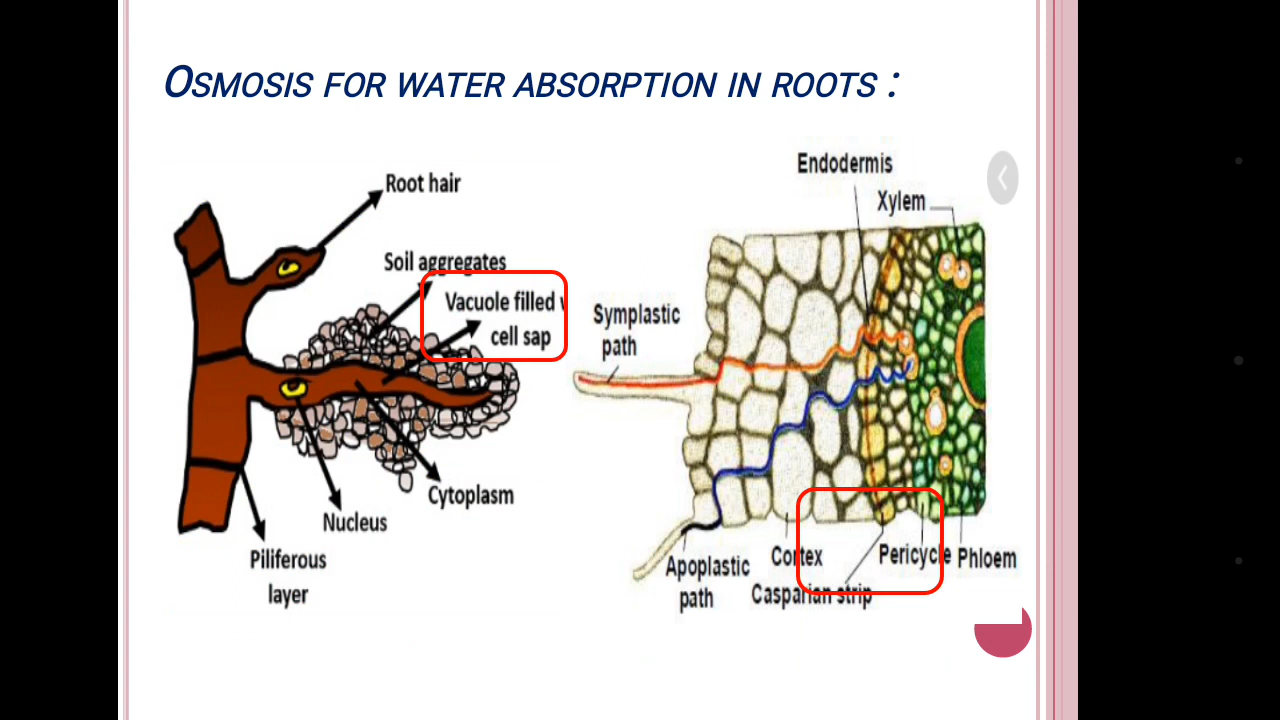 OSMOSIS FOR WATER ABSORPTION IN ROOTS :
Root hair
Soil aggregates
Vacuole filled
cell sap
Cytoplasm
Nucleus
Piliferous
layer
Endodermis
Xylem
Symplastic
path
Apoplastic
path
Cortex
Casparian strip
Pericycle
Phloem